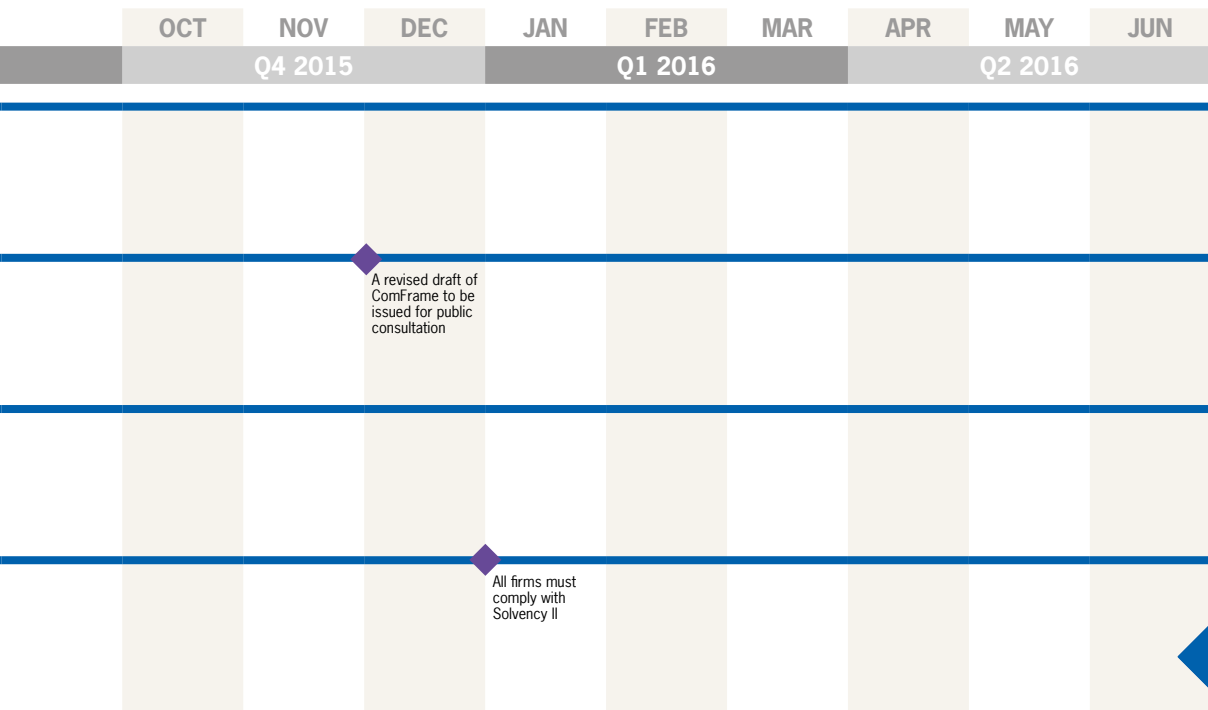 OCT NOV DEC JAN FEB MAR APR MAY JUN
Q4 2015 Q1 2016 Q2 2016
A revised draft of
ComFrame to be
issued for public
consultation
All firms must
comply with
Solvency II